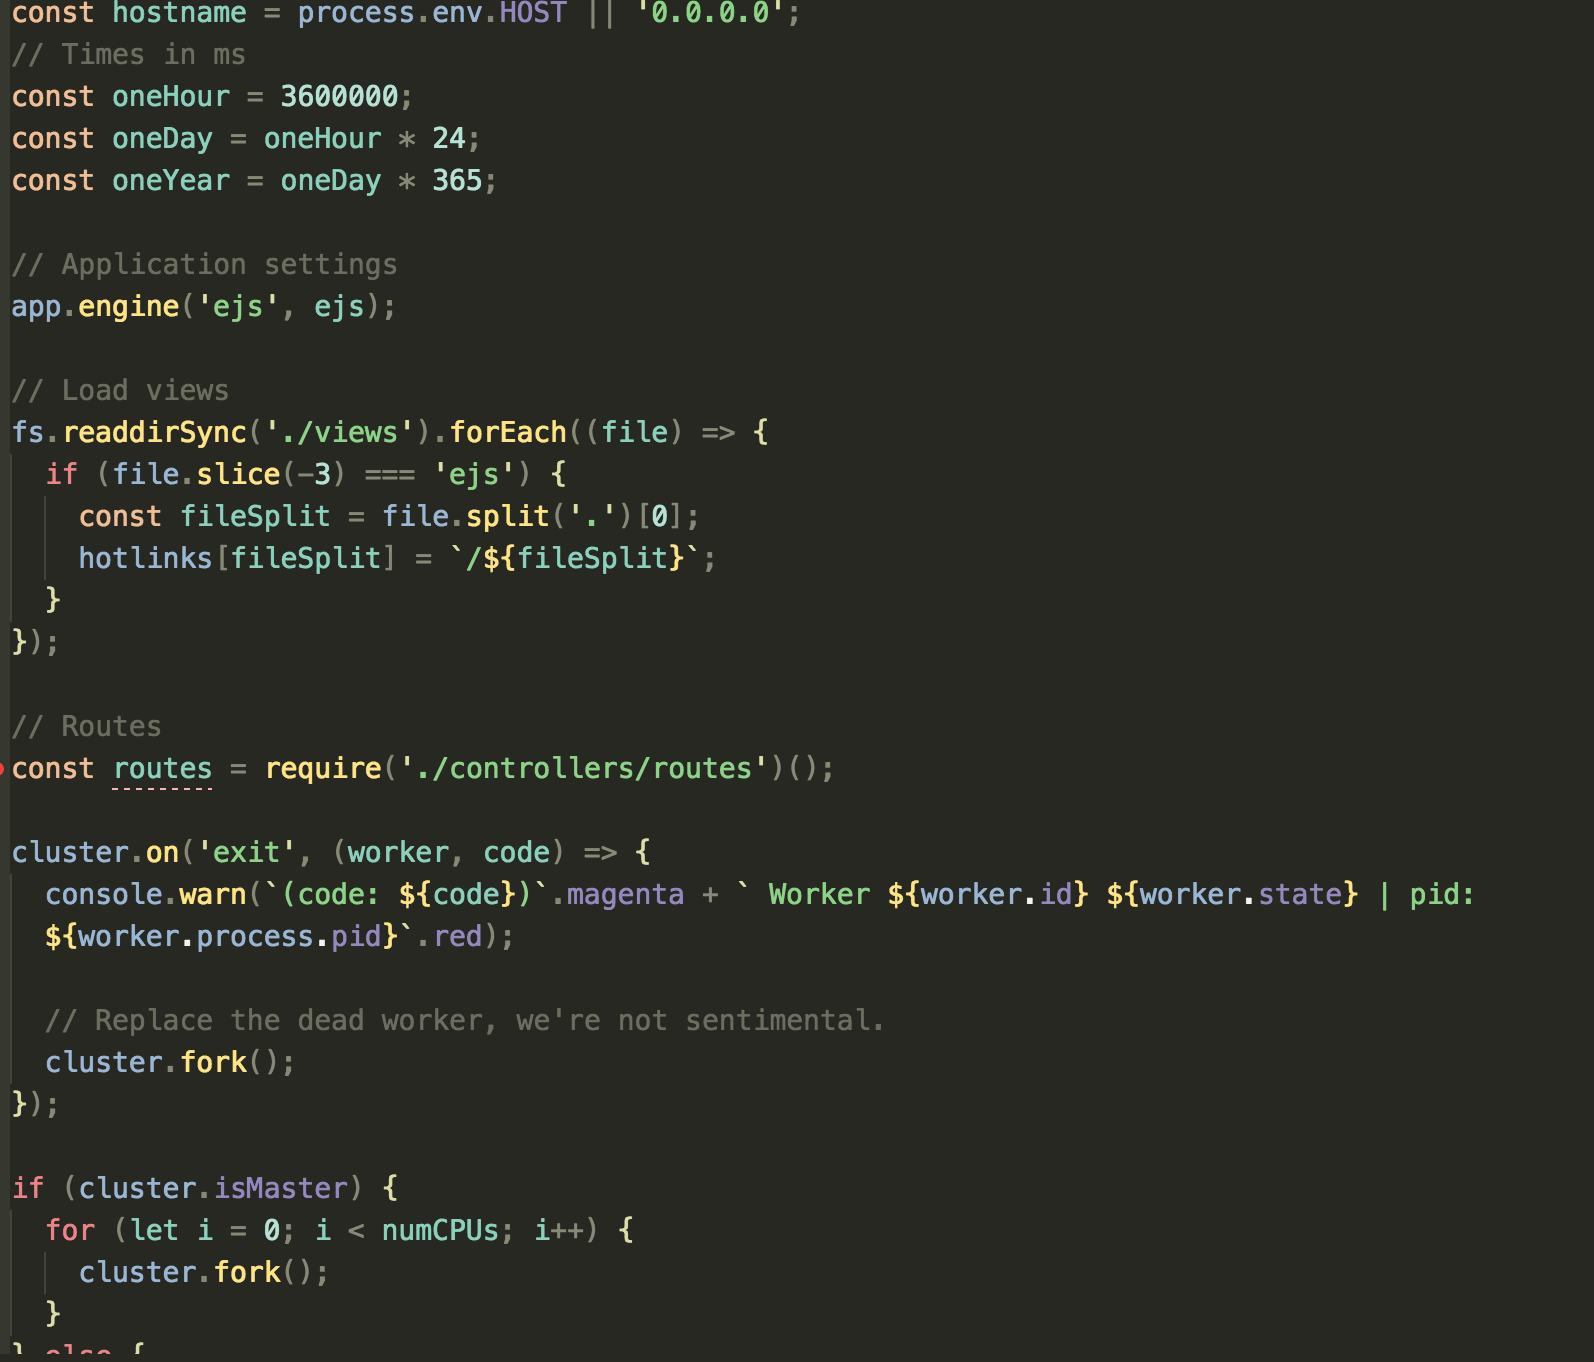 const hostname = process.env.HOST || '0.0.0.0';
// Times in ms
const oneHour = 3600000;
const oneDay = oneHour * 24;
const oneYear = oneDay * 365;

// Application settings
app.engine('ejs', ejs);

// Load views
fs.readdirSync('./views').forEach((file) => {
  if (file.slice(-3) === 'ejs') {
    const fileSplit = file.split('.')[0];
    hotlinks[fileSplit] = `/${fileSplit}`;
  }
});

// Routes
const routes = require('./controllers/routes')();

cluster.on('exit', (worker, code) => {
  console.warn(`(code: ${code})`.magenta + ` Worker ${worker.id} ${worker.state} | pid:
  ${worker.process.pid}`.red);

  // Replace the dead worker, we're not sentimental.
  cluster.fork();
});

if (cluster.isMaster) {
  for (let i = 0; i < numCPUs; i++) {
    cluster.fork();
  }
} else {